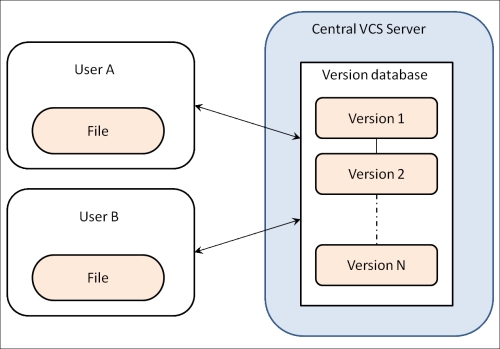 User A
File
User B
File
Central VCS Server
Version database
Version 1
Version 2
Version N